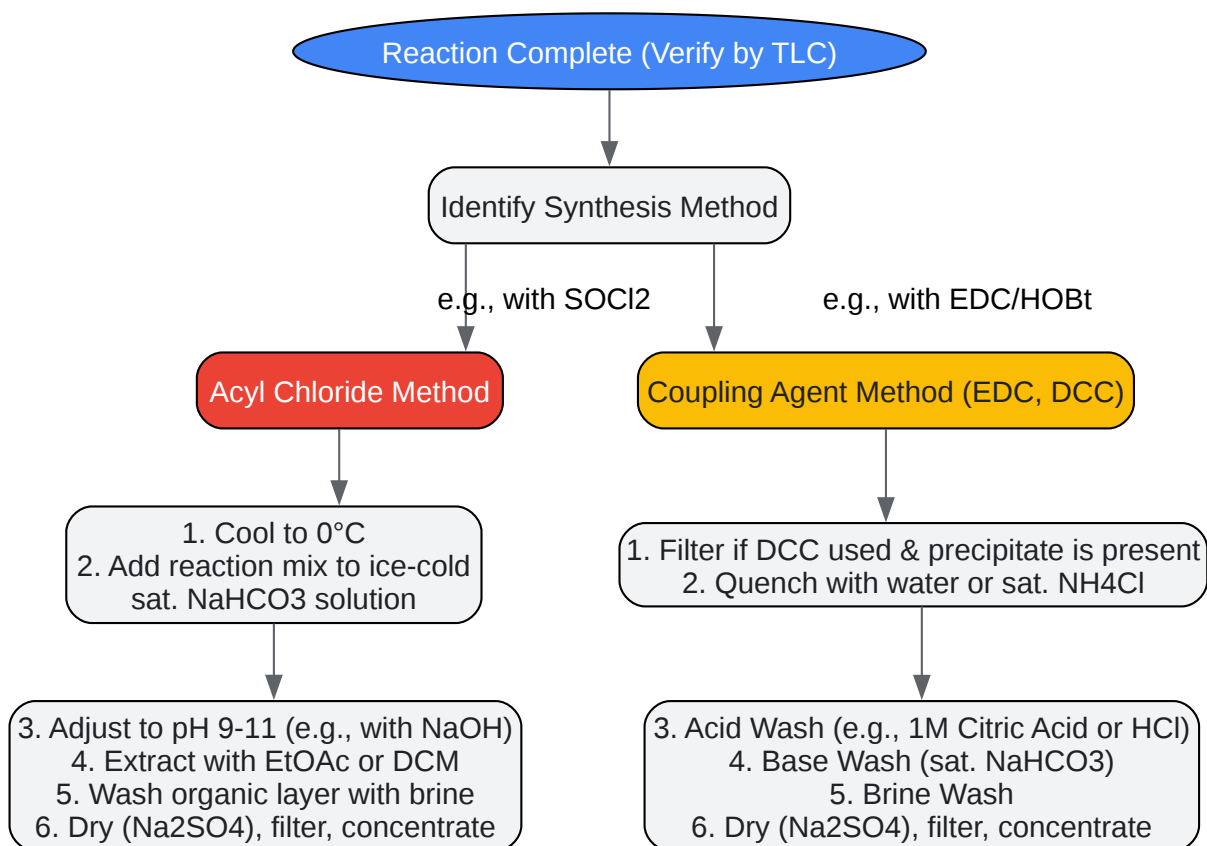 Reaction Complete (Verify by TLC)
Identify Synthesis Method
e.g., with SOCl2
e.g., with EDC/HOBt
Acyl Chloride Method
Coupling Agent Method (EDC, DCC)
1. Cool to 0°C
2. Add reaction mix to ice-cold
sat. NaHCO3 solution
1. Filter if DCC used & precipitate is present
2. Quench with water or sat. NH4Cl
3. Adjust to pH 9-11 (e.g., with NaOH)
4. Extract with EtOAc or DCM
5. Wash organic layer with brine
6. Dry (Na2SO4), filter, concentrate
3. Acid Wash (e.g., 1M Citric Acid or HCl)
4. Base Wash (sat. NaHCO3)
5. Brine Wash
6. Dry (Na2SO4), filter, concentrate